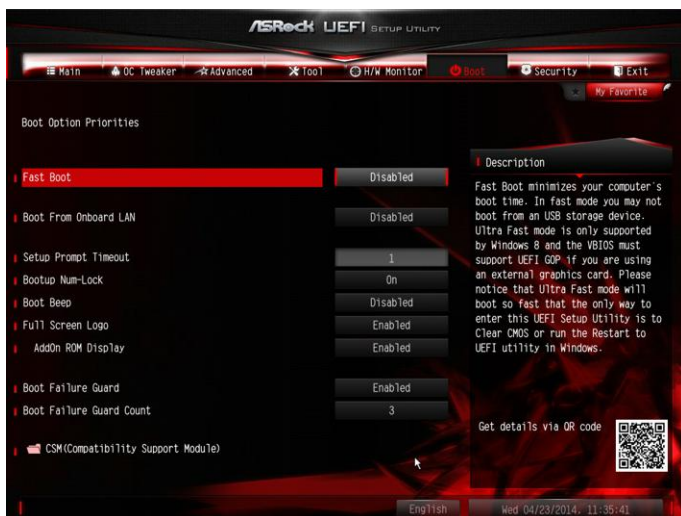 ASRock UEFI SETUP UTILITY
Main OC Tweaker Advanced Tool H/W Monitor Boot Security Exit
My Favorite
Boot Option Priorities
Fast Boot Disabled
Boot From Onboard LAN Disabled
Setup Prompt Timeout 1
Bootup Num-Lock On
Boot Beep Disabled
Full Screen Logo Enabled
AddOn ROM Display Enabled
Boot Failure Guard Enabled
Boot Failure Guard Count 3
CSM(Compatibility Support Module)
Description
Fast Boot minimizes your computer's
boot time. In fast mode you may not
boot from an USB storage device.
Ultra Fast mode is only supported
by Windows 8 and the VBIOS must
support UEFI GOP if you are using
an external graphics card. Please
notice that Ultra Fast mode will
boot so fast that the only way to
enter this UEFI Setup Utility is to
Clear CMOS or run the Restart to
UEFI utility in Windows.
Get details via QR code
English Wed 04/23/2014, 11:35:41